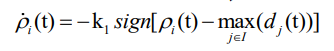 ρ̇ᵢ(t) = −k₁ sign[ρᵢ(t) − max_{j∈I}(dⱼ(t))]